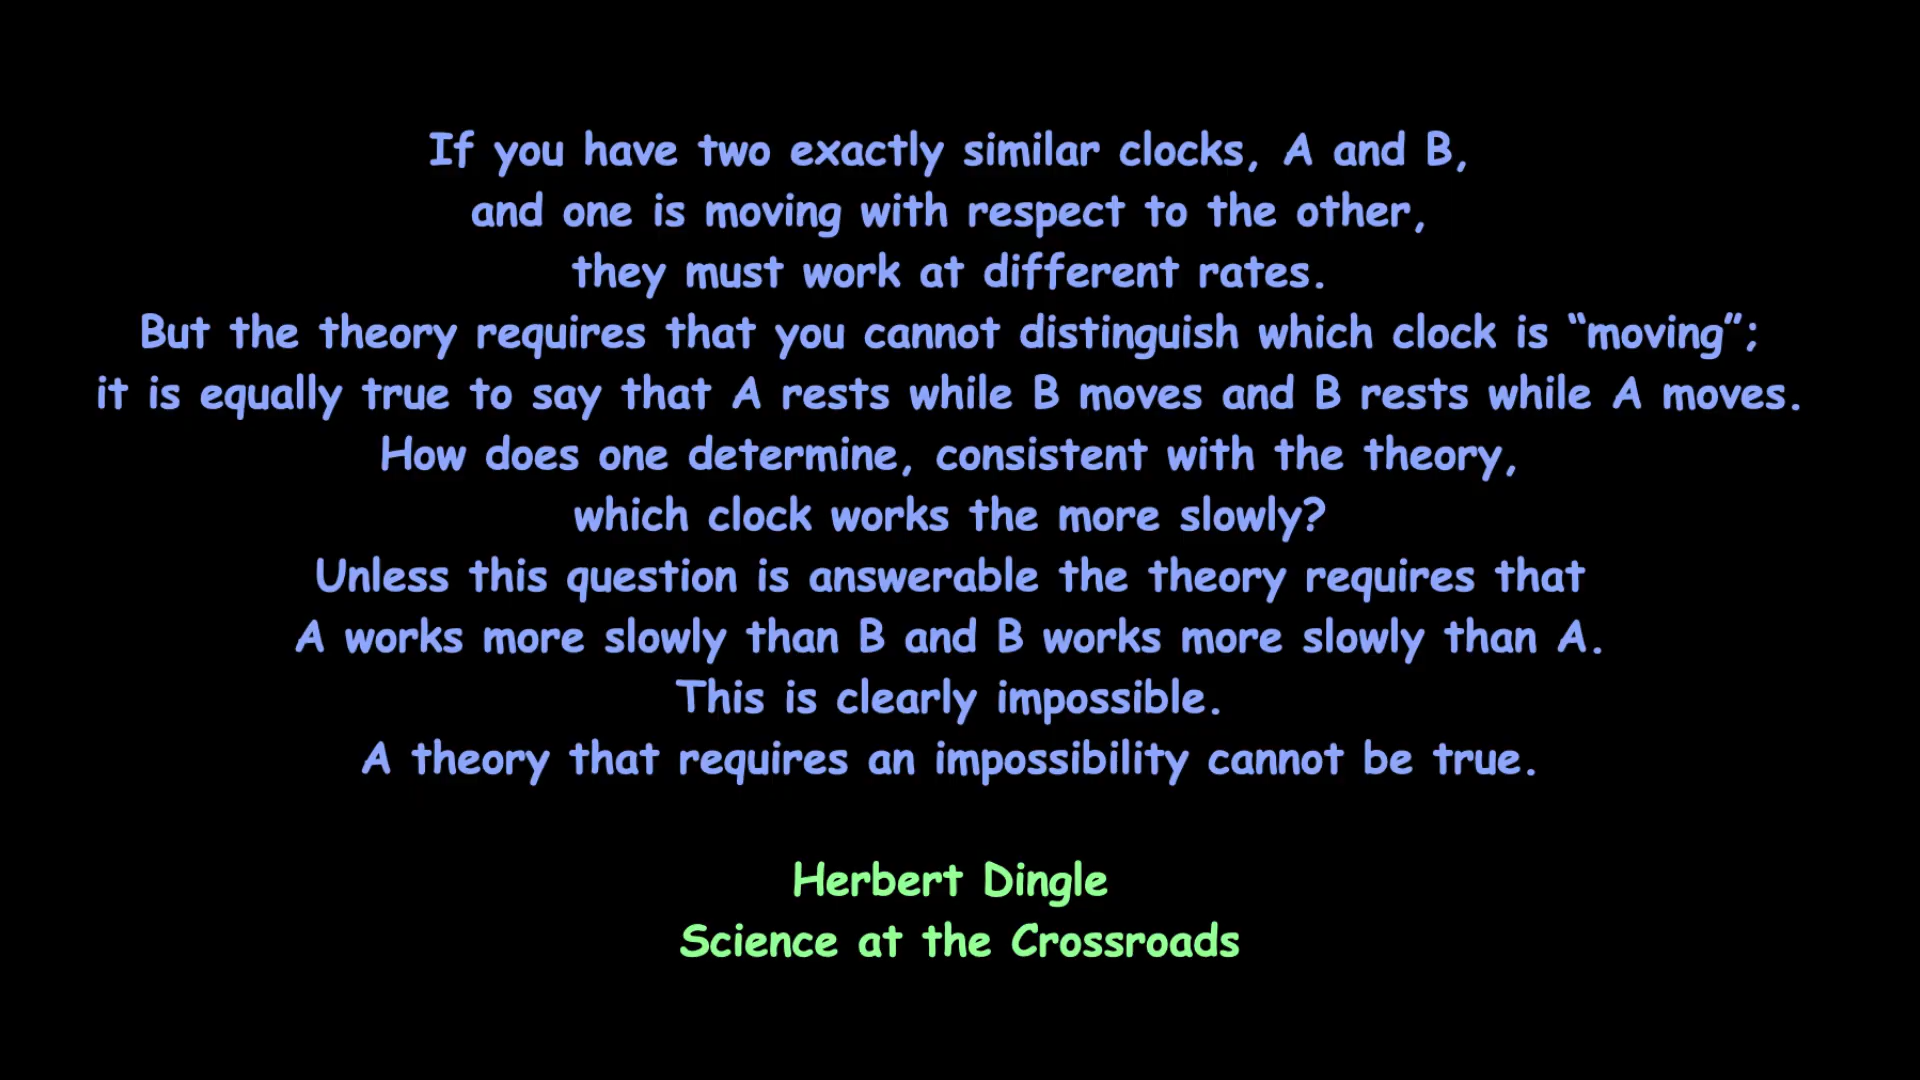 If you have two exactly similar clocks, A and B,
and one is moving with respect to the other,
they must work at different rates.
But the theory requires that you cannot distinguish which clock is “moving”;
it is equally true to say that A rests while B moves and B rests while A moves.
How does one determine, consistent with the theory,
which clock works the more slowly?
Unless this question is answerable the theory requires that
A works more slowly than B and B works more slowly than A.
This is clearly impossible.
A theory that requires an impossibility cannot be true.
Herbert Dingle
Science at the Crossroads